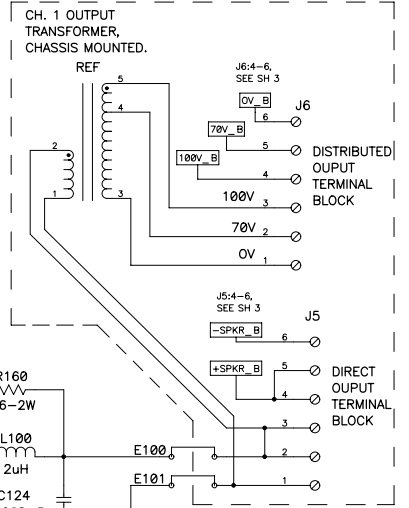 CH. 1 OUTPUT
TRANSFORMER,
CHASSIS MOUNTED.
REF
5
4
3
2
1
J6:4-6,
SEE SH 3
0V_B
J6
6
70V_B
5
100V_B
4
DISTRIBUTED
OUPUT
TERMINAL
BLOCK
100V 3
70V 2
0V 1
J5:4-6,
SEE SH 3
-SPKR_B
J5
6
+SPKR_B
5
4
DIRECT
OUPUT
TERMINAL
BLOCK
3
2
1
R160
6-2W
L100
2uH
C124
E100
E101